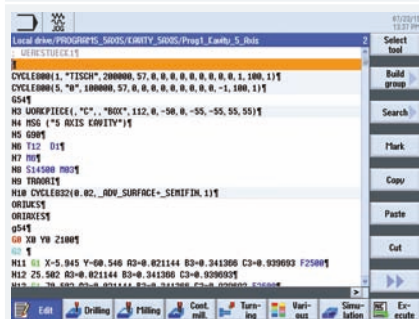 JOG
07/23/11
13:37 PM
Local drive/PROGRAMS_5AXIS/CAVITY_5AXIS/Prog1_Cavity_5_Axis 2
; WERKSTUECK1¶
¶
CYCLE800(1,"TISCH",200000,57,0,0,0,0,0,0,0,0,0,1,100,1)¶
CYCLE800(5,"0",100000,57,0,0,0,0,0,0,0,0,0,-1,100,1)¶
G54¶
N3 WORKPIECE(,"C",,"BOX",112,0,-50,0,-55,-55,55,55)¶
N4 MSG ("5 AXIS CAVITY")¶
N5 G90¶
N6 T12 D1¶
N7 M6¶
N8 S14500 M03¶
N9 TRAORI¶
N10 CYCLE832(0.02,_ADV_SURFACE+_SEMIFIN,1)¶
ORIWKS¶
ORIAXES¶
g54¶
G0 X0 Y0 Z100¶
G2 ¶
N11 G1 X-5.945 Y-60.546 A3=0.021144 B3=0.341366 C3=0.939693 F2500¶
N12 Z5.502 A3=0.021144 B3=0.341366 C3=0.939693¶
Select tool
Build group
Search
Mark
Copy
Paste
Cut
Edit
Drilling
Milling
Cont. mill.
Turn- ing
Vari- ous
Simu- lation
NC Ex- ecute